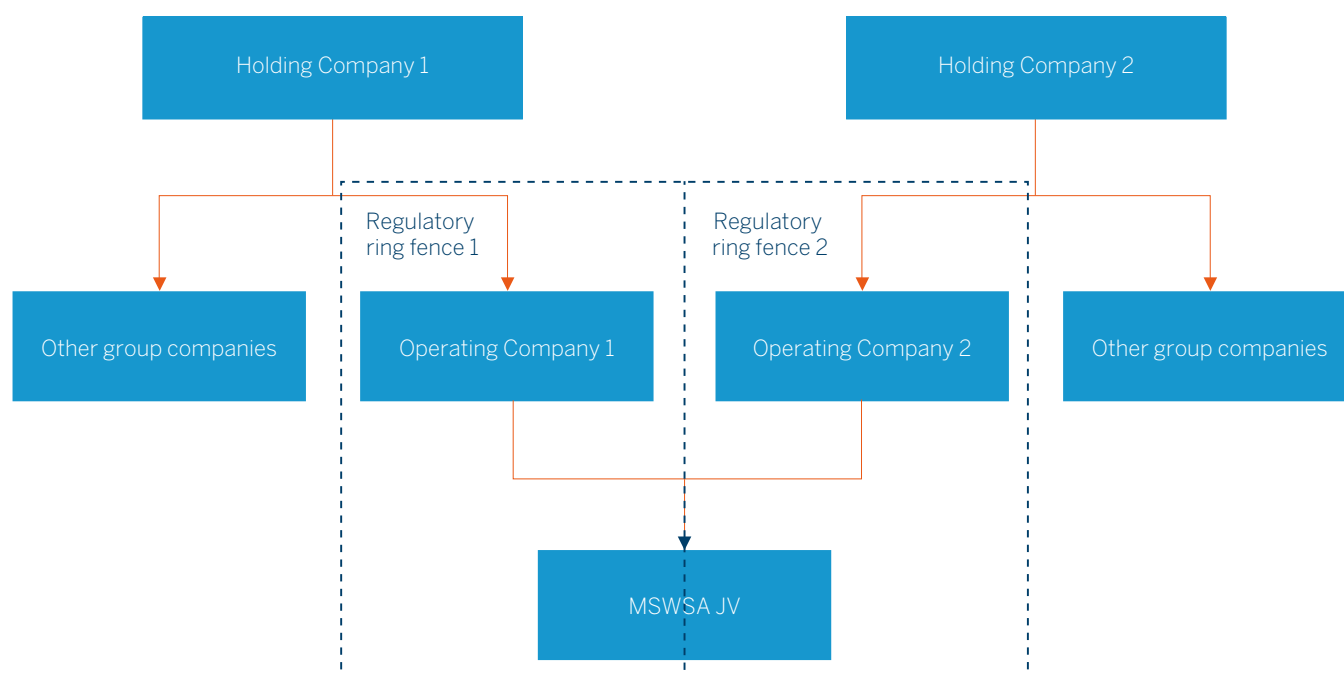 Holding Company 1
Holding Company 2
Regulatory
ring fence 1
Regulatory
ring fence 2
Other group companies
Operating Company 1
Operating Company 2
Other group companies
MSWSA JV